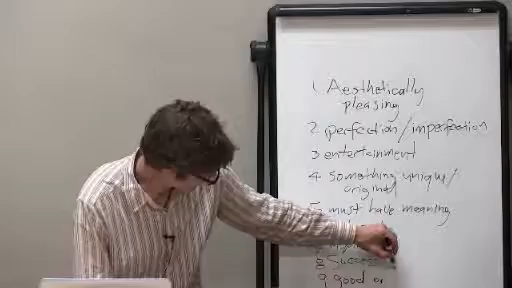 1. Aesthetically
pleasing
2 perfection/imperfection
3 entertainment
4. something unique/
original
5. must have meaning
8 Success
9 good or